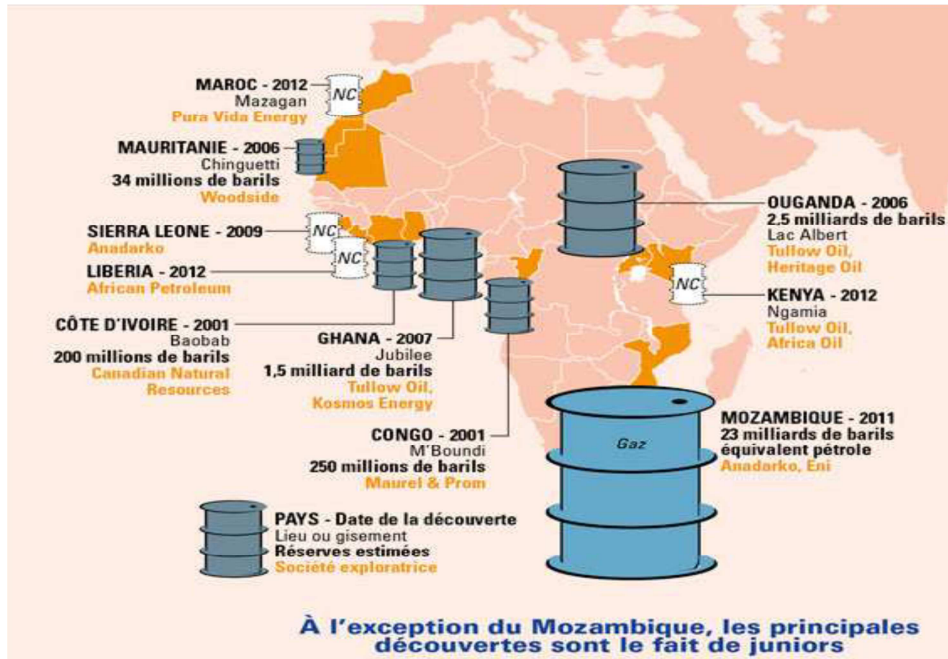 MAROC - 2012
Mazagan
Pura Vida Energy
NC
MAURITANIE - 2006
Chinguetti
34 millions de barils
Woodside
SIERRA LEONE - 2009
Anadarko
NC
LIBERIA - 2012
African Petroleum
NC
CÔTE D'IVOIRE - 2001
Baobab
200 millions de barils
Canadian Natural
Resources
GHANA - 2007
Jubilee
1,5 milliard de barils
Tullow Oil,
Kosmos Energy
CONGO - 2001
M'Boundi
250 millions de barils
Maurel & Prom
OUGANDA - 2006
2,5 milliards de barils
Lac Albert
Tullow Oil,
Heritage Oil
NC
KENYA - 2012
Ngamia
Tullow Oil,
Africa Oil
Gaz
MOZAMBIQUE - 2011
23 milliards de barils
équivalent pétrole
Anadarko, Eni
PAYS - Date de la découverte
Lieu ou gisement
Réserves estimées
Société exploratrice
À l'exception du Mozambique, les principales
découvertes sont le fait de juniors